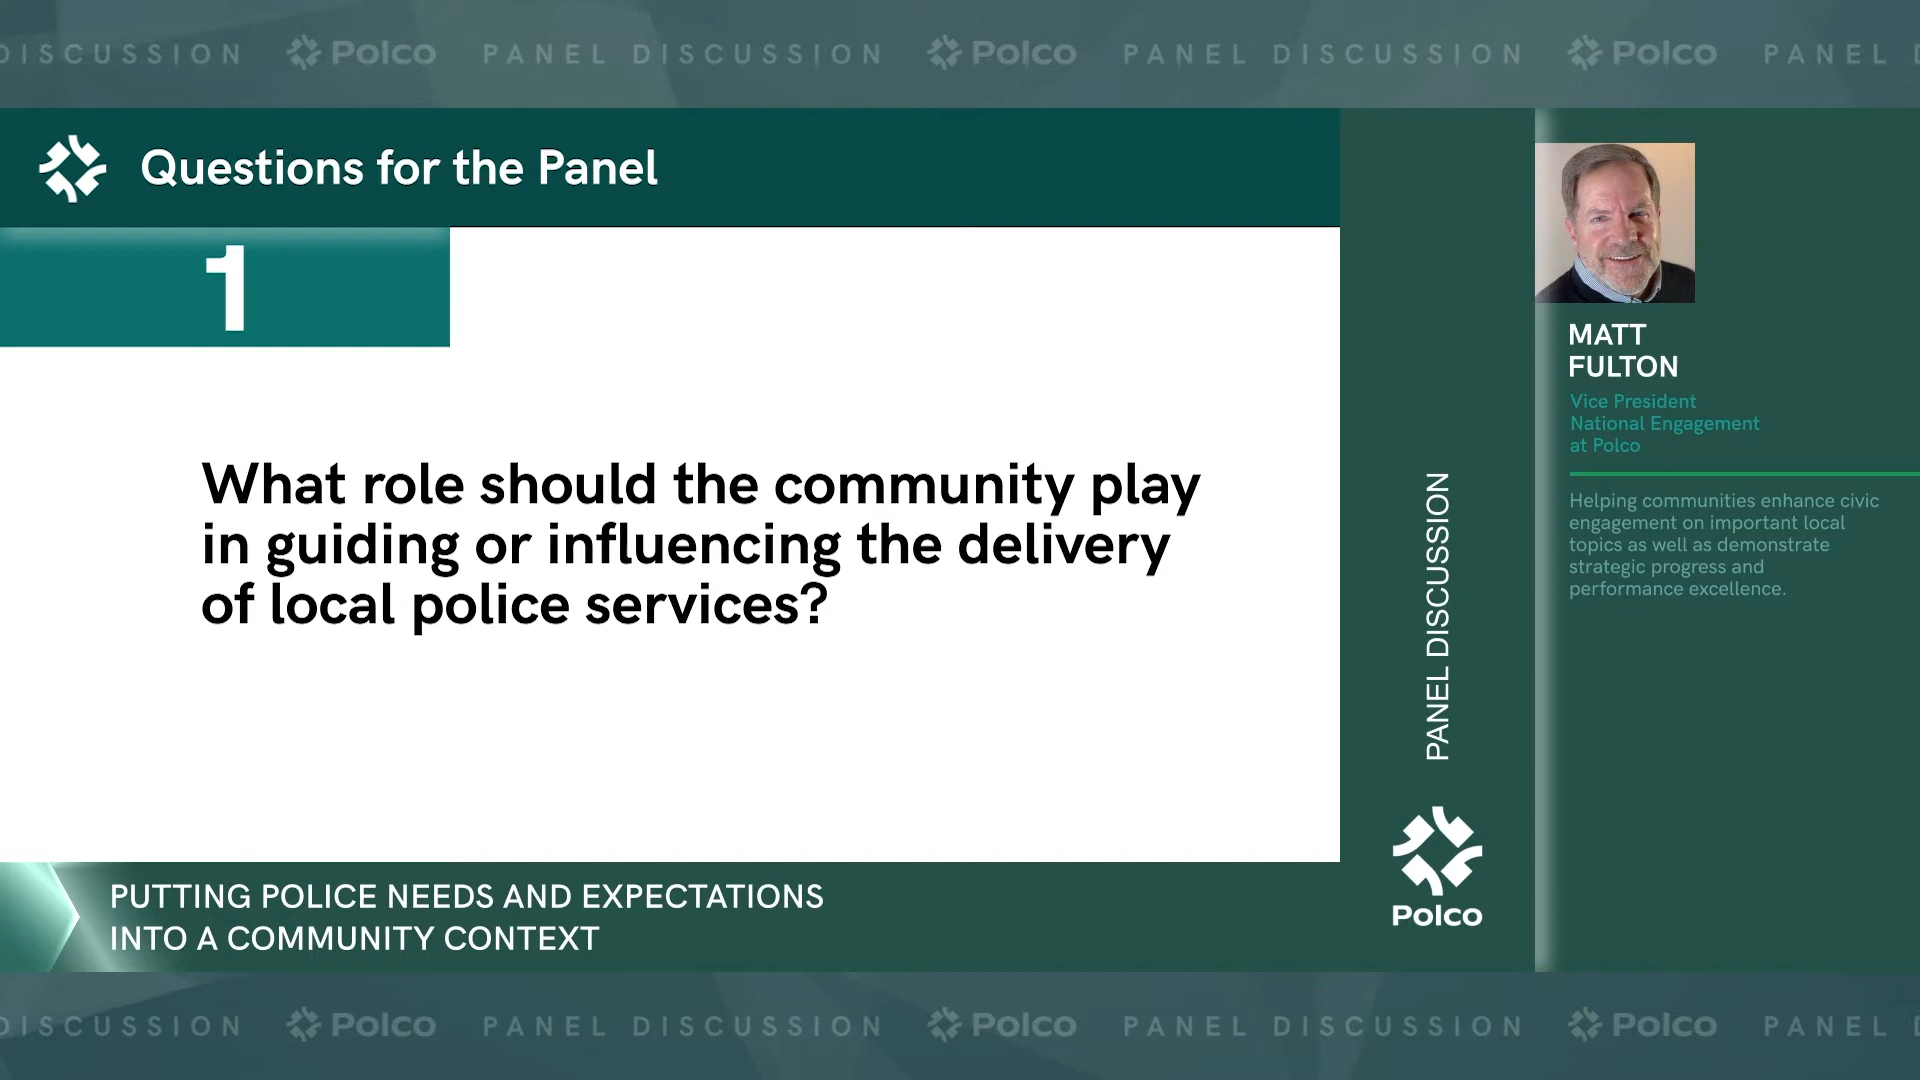 DISCUSSION Polco PANEL DISCUSSION Polco PANEL DISCUSSION Polco PANEL
Questions for the Panel
1
What role should the community play
in guiding or influencing the delivery
of local police services?
PUTTING POLICE NEEDS AND EXPECTATIONS
INTO A COMMUNITY CONTEXT
PANEL DISCUSSION
Polco
MATT
FULTON
Vice President
National Engagement
at Polco
Helping communities enhance civic
engagement on important local
topics as well as demonstrate
strategic progress and
performance excellence.
DISCUSSION Polco PANEL DISCUSSION Polco PANEL DISCUSSION Polco PANEL